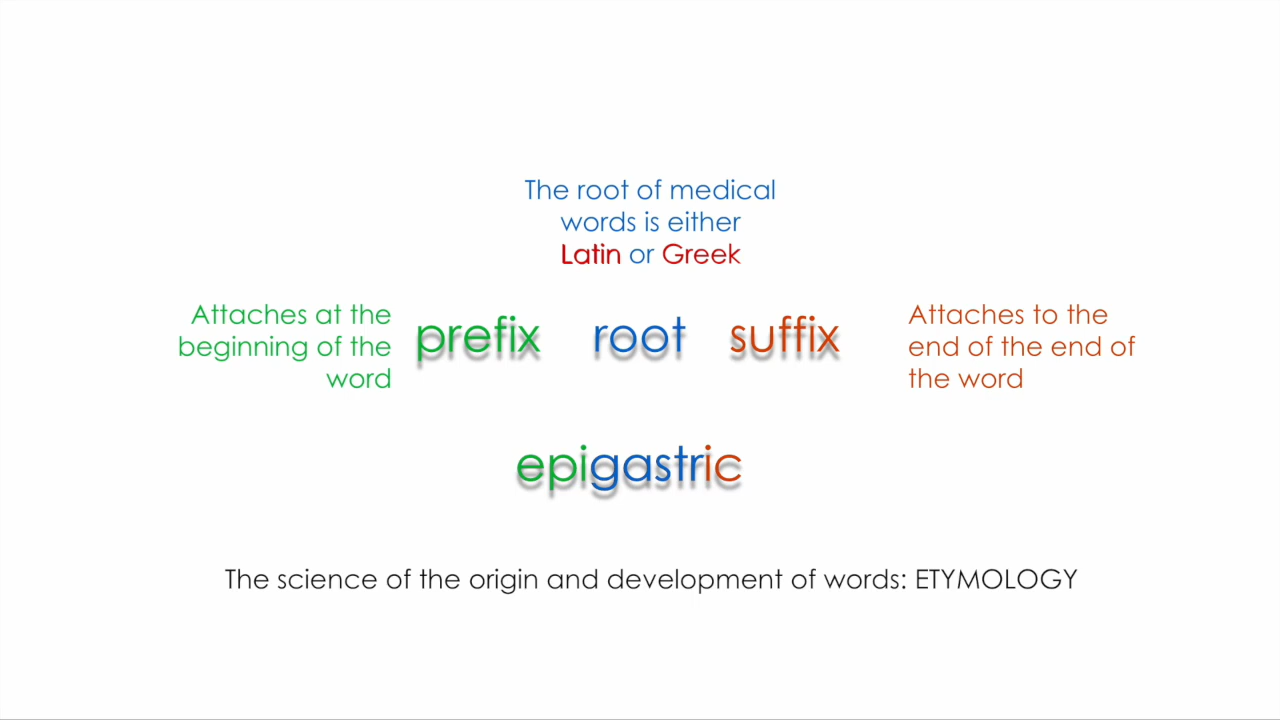 The root of medical
words is either
Latin or Greek
Attaches at the
beginning of the
word
prefix root suffix
Attaches to the
end of the end of
the word
epigastric
The science of the origin and development of words: ETYMOLOGY